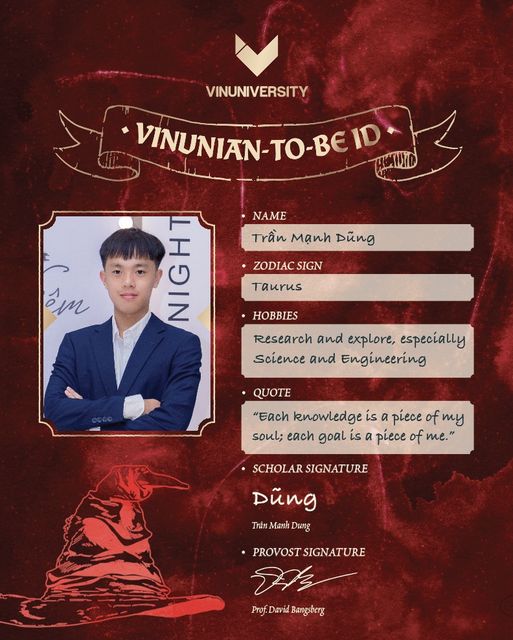 VINUNIVERSITY
• VINUNIAN-TO-BE ID •
NIGHT
• NAME
Trần Mạnh Dũng
• ZODIAC SIGN
Taurus
• HOBBIES
Research and explore, especially
Science and Engineering
• QUOTE
“Each knowledge is a piece of my
soul; each goal is a piece of me.”
• SCHOLAR SIGNATURE
Dũng
Trần Manh Dung
• PROVOST SIGNATURE
Prof. David Bangsberg